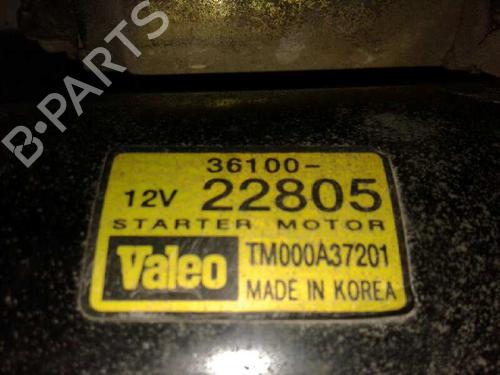 B-PARTS
36100-
12V 22805
STARTER MOTOR
Valeo TM000A37201
MADE IN KOREA